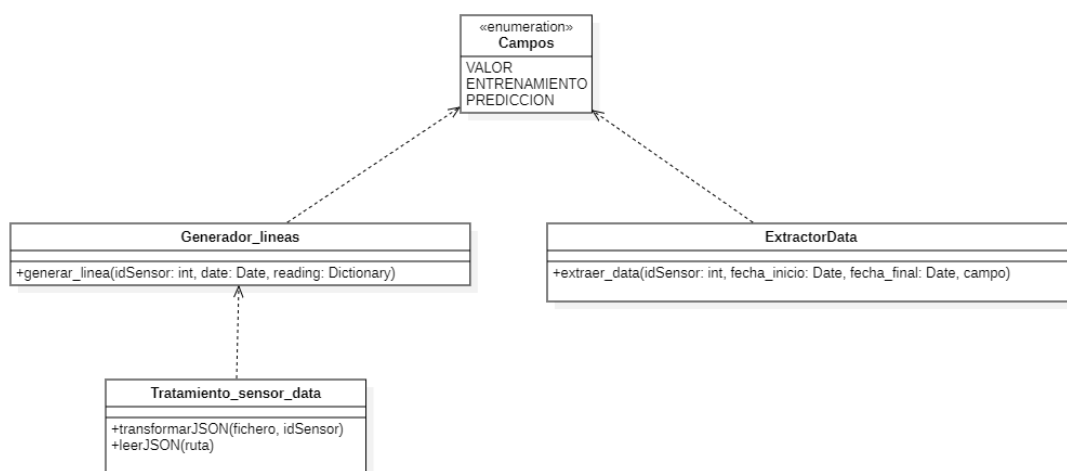 «enumeration»
Campos
VALOR
ENTRENAMIENTO
PREDICCION
Generador_lineas
+generar_linea(idSensor: int, date: Date, reading: Dictionary)
ExtractorData
+extraer_data(idSensor: int, fecha_inicio: Date, fecha_final: Date, campo)
Tratamiento_sensor_data
+transformarJSON(fichero, idSensor)
+leerJSON(ruta)